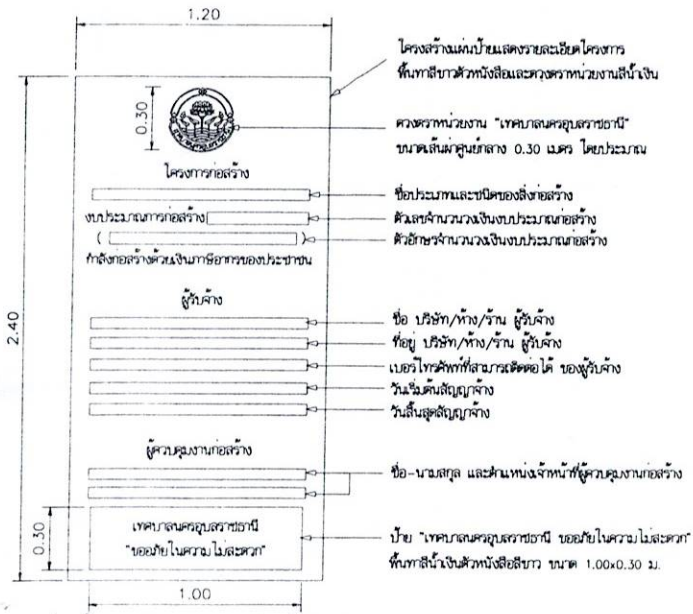 1.20
โครงสร้างแผ่นป้ายแสดงรายละเอียดโครงการ
พื้นทาสีขาวตัวหนังสือและดวงตราหน่วยงานสีน้ำเงิน
0.30
ดวงตราหน่วยงาน "เทศบาลนครอุบลราชธานี"
ขนาดเส้นผ่าศูนย์กลาง 0.30 เมตร โดยประมาณ
โครงการก่อสร้าง
ชื่อประเภทและชนิดของสิ่งก่อสร้าง
งบประมาณการก่อสร้าง
ตัวเลขจำนวนวงเงินงบประมาณก่อสร้าง
( )
ตัวอักษรจำนวนวงเงินงบประมาณก่อสร้าง
กำลังก่อสร้างด้วยเงินภาษีอากรของประชาชน
2.40
ผู้รับจ้าง
ชื่อ บริษัท/ห้าง/ร้าน ผู้รับจ้าง
ที่อยู่ บริษัท/ห้าง/ร้าน ผู้รับจ้าง
เบอร์โทรศัพท์ที่สามารถติดต่อได้ ของผู้รับจ้าง
วันเริ่มต้นสัญญาจ้าง
วันสิ้นสุดสัญญาจ้าง
ผู้ควบคุมงานก่อสร้าง
ชื่อ-นามสกุล และตำแหน่งเจ้าหน้าที่ผู้ควบคุมงานก่อสร้าง
0.30
เทศบาลนครอุบลราชธานี
"ขออภัยในความไม่สะดวก"
ป้าย "เทศบาลนครอุบลราชธานี ขออภัยในความไม่สะดวก"
พื้นทาสีน้ำเงินตัวหนังสือสีขาว ขนาด 1.00x0.30 ม.
1.00